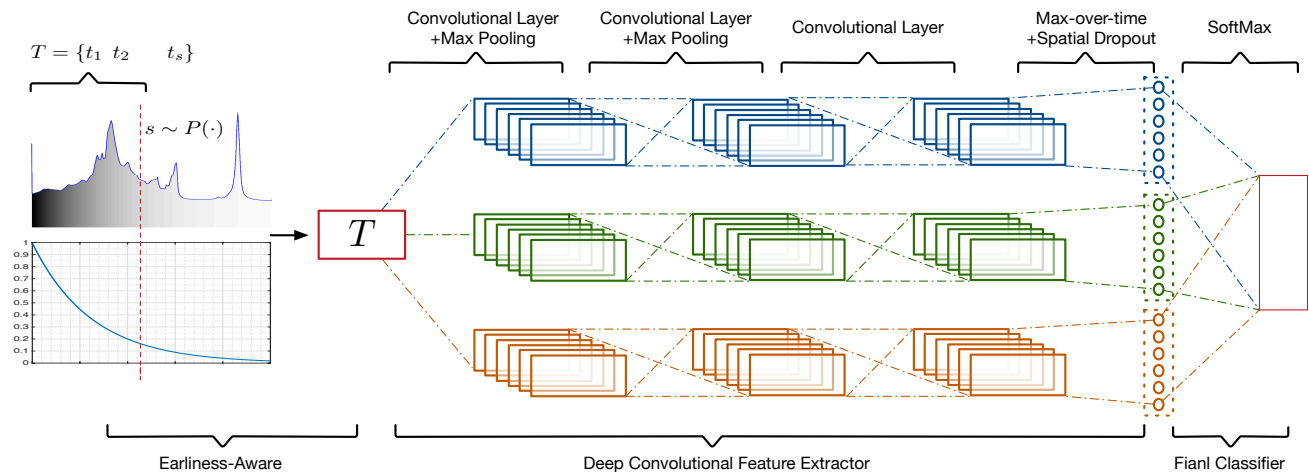 Convolutional Layer
+Max Pooling
Convolutional Layer
+Max Pooling
Convolutional Layer
Max-over-time
+Spatial Dropout
SoftMax
T = {t₁ t₂ tₛ}
s ∼ P(·)
T
1
0.9
0.8
0.7
0.6
0.5
0.4
0.3
0.2
0.1
0
Earliness-Aware
Deep Convolutional Feature Extractor
Fianl Classifier